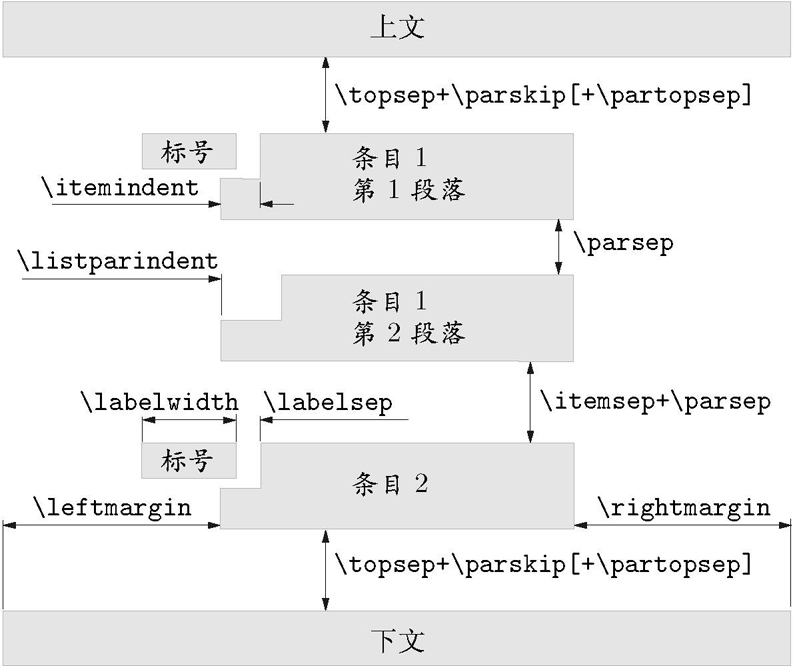 上文
\topsep+\parskip[+\partopsep]
标号
条目 1
第 1 段落
\itemindent
\parsep
\listparindent
条目 1
第 2 段落
\labelwidth
\labelsep
\itemsep+\parsep
标号
条目 2
\leftmargin
\rightmargin
\topsep+\parskip[+\partopsep]
下文